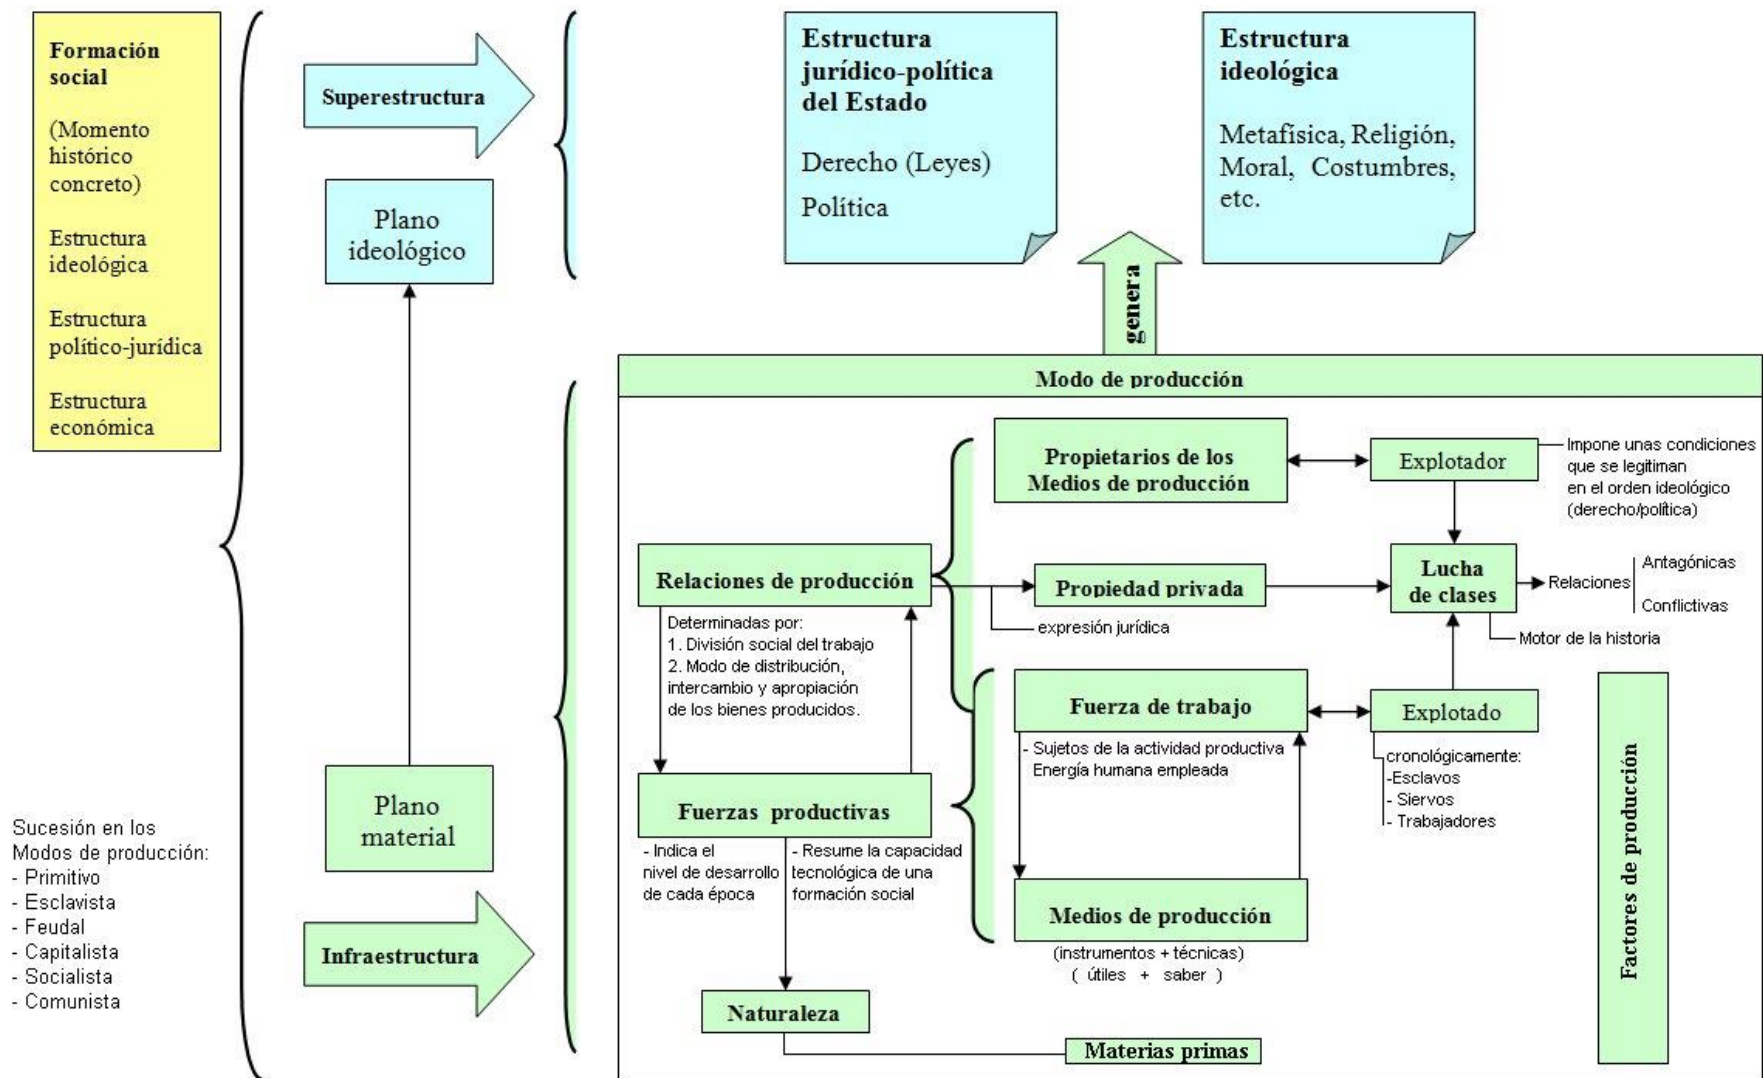 Formación
social
(Momento
histórico
concreto)
Estructura
ideológica
Estructura
político-jurídica
Estructura
económica
Sucesión en los
Modos de producción:
- Primitivo
- Esclavista
- Feudal
- Capitalista
- Socialista
- Comunista
Superestructura
Plano
ideológico
Plano
material
Infraestructura
Estructura
jurídico-política
del Estado
Derecho (Leyes)
Política
Estructura
ideológica
Metafísica, Religión,
Moral, Costumbres,
etc.
genera
Modo de producción
Propietarios de los
Medios de producción
Explotador
Impone unas condiciones
que se legitiman
en el orden ideológico
(derecho/política)
Relaciones de producción
Propiedad privada
expresión jurídica
Lucha
de clases
Relaciones
Antagónicas
Conflictivas
Motor de la historia
Determinadas por:
1. División social del trabajo
2. Modo de distribución,
intercambio y apropiación
de los bienes producidos.
Fuerza de trabajo
Explotado
- Sujetos de la actividad productiva
Energía humana empleada
cronológicamente:
-Esclavos
- Siervos
- Trabajadores
Fuerzas productivas
- Indica el
nivel de desarrollo
de cada época
- Resume la capacidad
tecnológica de una
formación social
Medios de producción
(instrumentos + técnicas)
( útiles + saber )
Naturaleza
Materias primas
Factores de producción